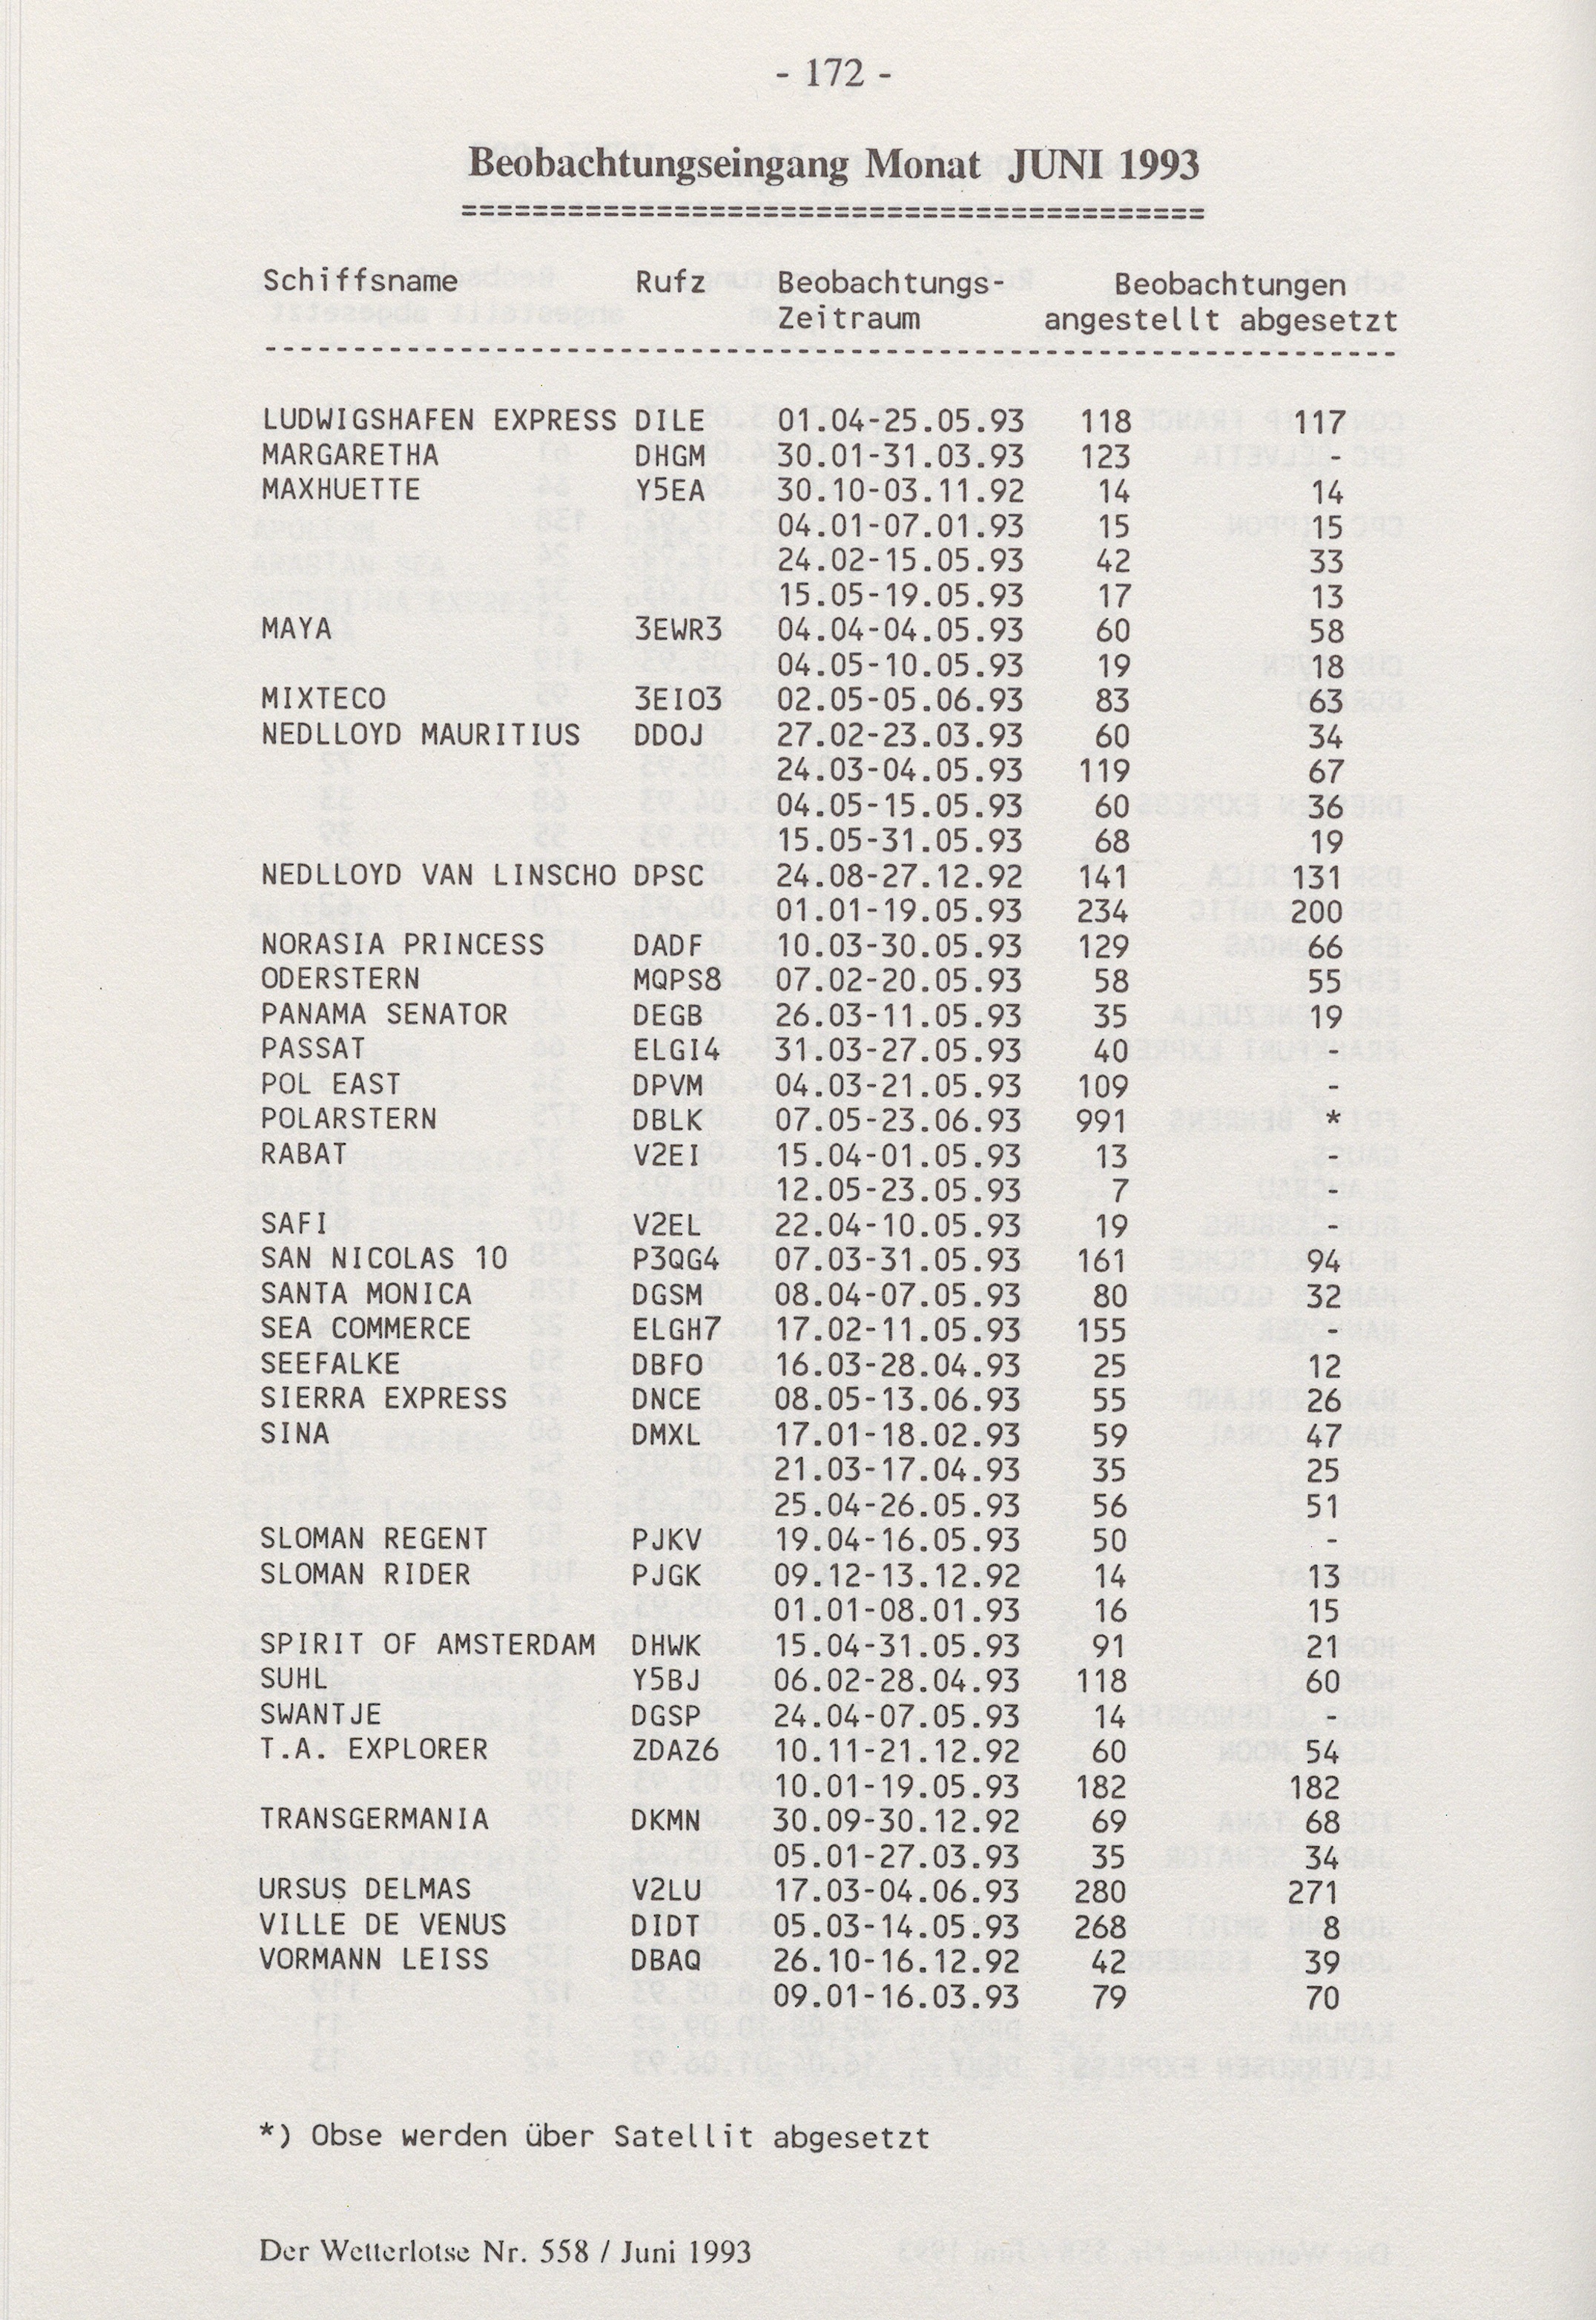 - 172 -
Beobachtungseingang Monat JUNI 1993
==========================================
Schiffsname Rufz Beobachtungs- Beobachtungen
Zeitraum angestellt abgesetzt
----------------------------------------------------------------
LUDWIGSHAFEN EXPRESS DILE 01.04-25.05.93 118 117
MARGARETHA DHGM 30.01-31.03.93 123 -
MAXHUETTE Y5EA 30.10-03.11.92 14 14
04.01-07.01.93 15 15
24.02-15.05.93 42 33
15.05-19.05.93 17 13
MAYA 3EWR3 04.04-04.05.93 60 58
04.05-10.05.93 19 18
MIXTECO 3EIO3 02.05-05.06.93 83 63
NEDLLOYD MAURITIUS DDOJ 27.02-23.03.93 60 34
24.03-04.05.93 119 67
04.05-15.05.93 60 36
15.05-31.05.93 68 19
NEDLLOYD VAN LINSCHO DPSC 24.08-27.12.92 141 131
01.01-19.05.93 234 200
NORASIA PRINCESS DADF 10.03-30.05.93 129 66
ODERSTERN MQPS8 07.02-20.05.93 58 55
PANAMA SENATOR DEGB 26.03-11.05.93 35 19
PASSAT ELGI4 31.03-27.05.93 40 -
POL EAST DPVM 04.03-21.05.93 109 -
POLARSTERN DBLK 07.05-23.06.93 991 *
RABAT V2EI 15.04-01.05.93 13 -
12.05-23.05.93 7 -
SAFI V2EL 22.04-10.05.93 19 -
SAN NICOLAS 10 P3QG4 07.03-31.05.93 161 94
SANTA MONICA DGSM 08.04-07.05.93 80 32
SEA COMMERCE ELGH7 17.02-11.05.93 155 -
SEEFALKE DBFO 16.03-28.04.93 25 12
SIERRA EXPRESS DNCE 08.05-13.06.93 55 26
SINA DMXL 17.01-18.02.93 59 47
21.03-17.04.93 35 25
25.04-26.05.93 56 51
SLOMAN REGENT PJKV 19.04-16.05.93 50 -
SLOMAN RIDER PJGK 09.12-13.12.92 14 13
01.01-08.01.93 16 15
SPIRIT OF AMSTERDAM DHWK 15.04-31.05.93 91 21
SUHL Y5BJ 06.02-28.04.93 118 60
SWANTJE DGSP 24.04-07.05.93 14 -
T.A. EXPLORER ZDAZ6 10.11-21.12.92 60 54
10.01-19.05.93 182 182
TRANSGERMANIA DKMN 30.09-30.12.92 69 68
05.01-27.03.93 35 34
URSUS DELMAS V2LU 17.03-04.06.93 280 271
VILLE DE VENUS DIDT 05.03-14.05.93 268 8
VORMANN LEISS DBAQ 26.10-16.12.92 42 39
09.01-16.03.93 79 70
*) Obse werden über Satellit abgesetzt
Der Wetterlotse Nr. 558 / Juni 1993